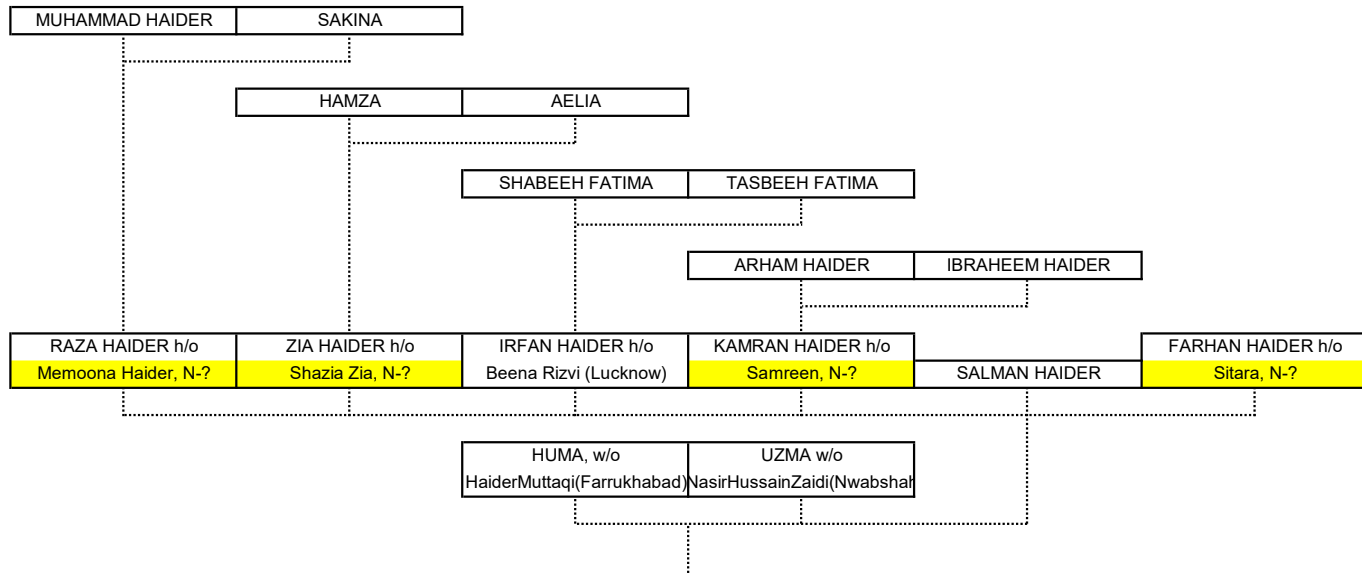 MUHAMMAD HAIDER SAKINA
HAMZA AELIA
SHABEEH FATIMA TASBEEH FATIMA
ARHAM HAIDER IBRAHEEM HAIDER
RAZA HAIDER h/o ZIA HAIDER h/o IRFAN HAIDER h/o KAMRAN HAIDER h/o FARHAN HAIDER h/o
Memoona Haider, N-? Shazia Zia, N-? Beena Rizvi (Lucknow) Samreen, N-? SALMAN HAIDER Sitara, N-?
HUMA, w/o UZMA w/o
HaiderMuttaqi(Farrukhabad) NasirHussainZaidi(Nwabshah